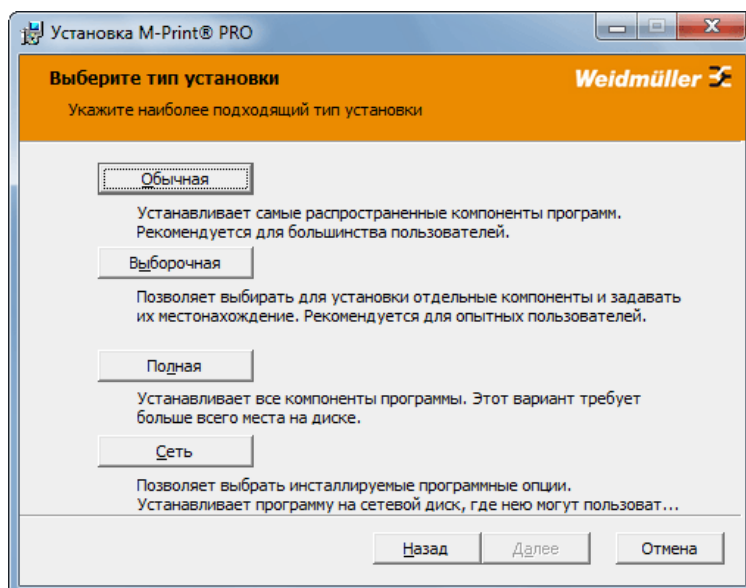 Установка M-Print® PRO
Выберите тип установки
Weidmüller
Укажите наиболее подходящий тип установки
Обычная
Устанавливает самые распространенные компоненты программ.
Рекомендуется для большинства пользователей.
Выборочная
Позволяет выбирать для установки отдельные компоненты и задавать
их местонахождение. Рекомендуется для опытных пользователей.
Полная
Устанавливает все компоненты программы. Этот вариант требует
больше всего места на диске.
Сеть
Позволяет выбрать инсталлируемые программные опции.
Устанавливает программу на сетевой диск, где нею могут пользоват...
Назад
Далее
Отмена